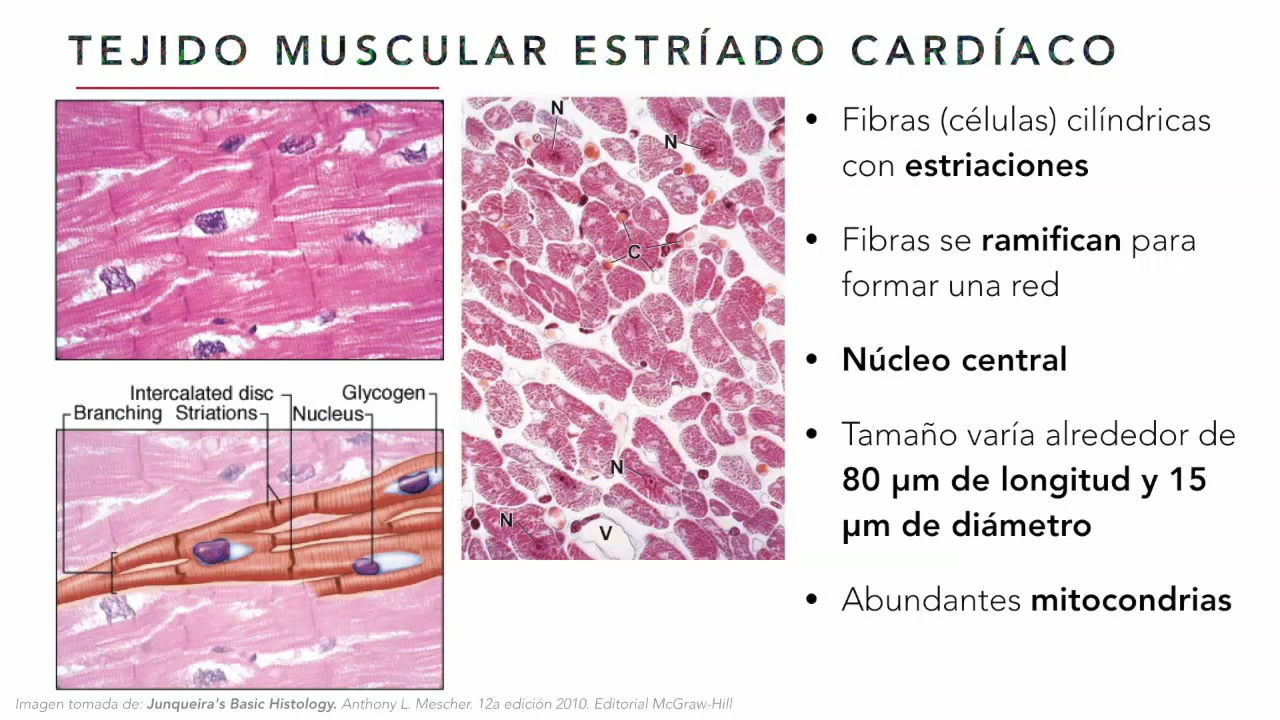 TEJIDO MUSCULAR ESTRÍADO CARDÍACO
Intercalated disc
Glycogen
Branching
Striations
Nucleus
N
N
C
N
N
V
• Fibras (células) cilíndricas
con estriaciones
• Fibras se ramifican para
formar una red
• Núcleo central
• Tamaño varía alrededor de
80 µm de longitud y 15
µm de diámetro
• Abundantes mitocondrias
Imagen tomada de: Junqueira's Basic Histology. Anthony L. Mescher. 12a edición 2010. Editorial McGraw-Hill